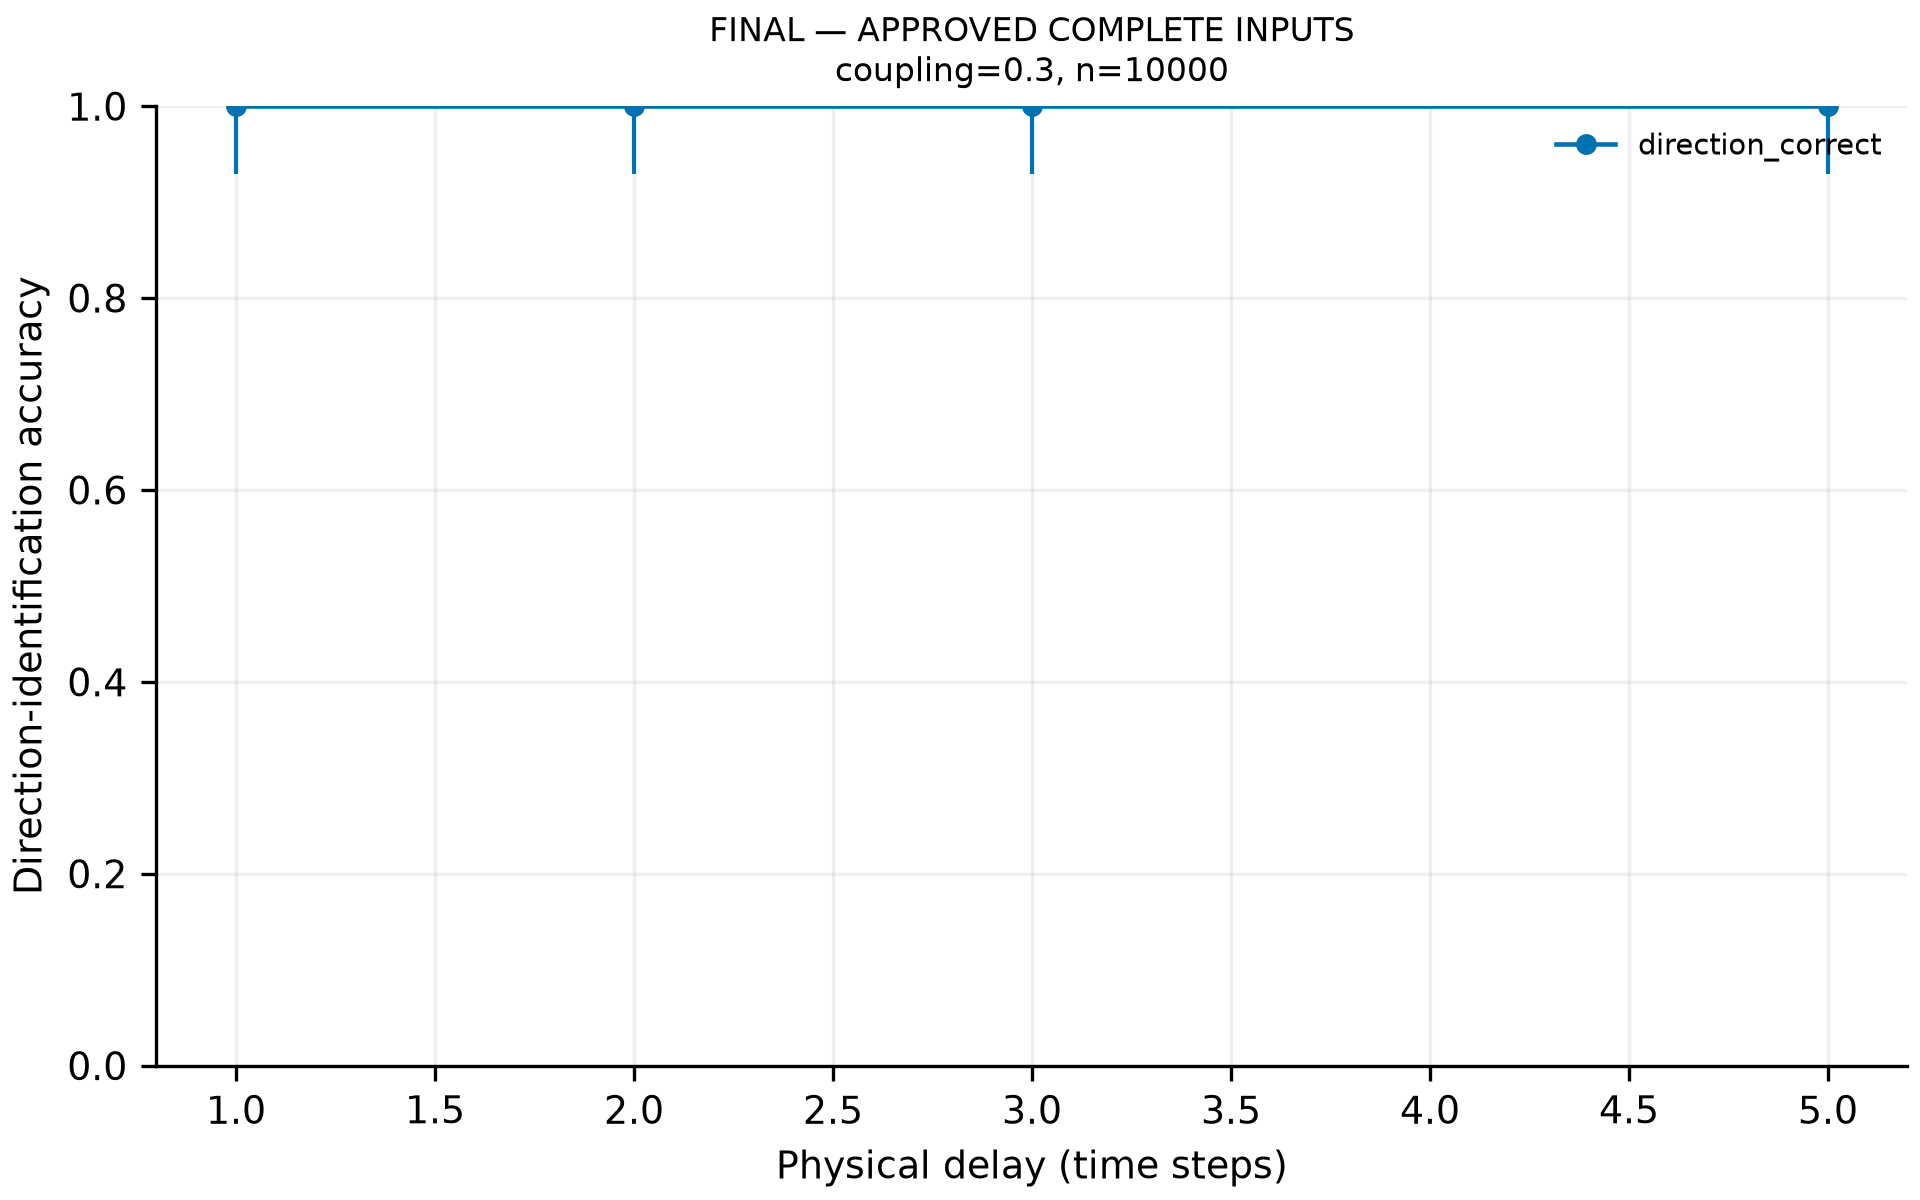 FINAL — APPROVED COMPLETE INPUTS
coupling=0.3, n=10000
direction_correct
Direction-identification accuracy
1.0
0.8
0.6
0.4
0.2
0.0
1.0 1.5 2.0 2.5 3.0 3.5 4.0 4.5 5.0
Physical delay (time steps)